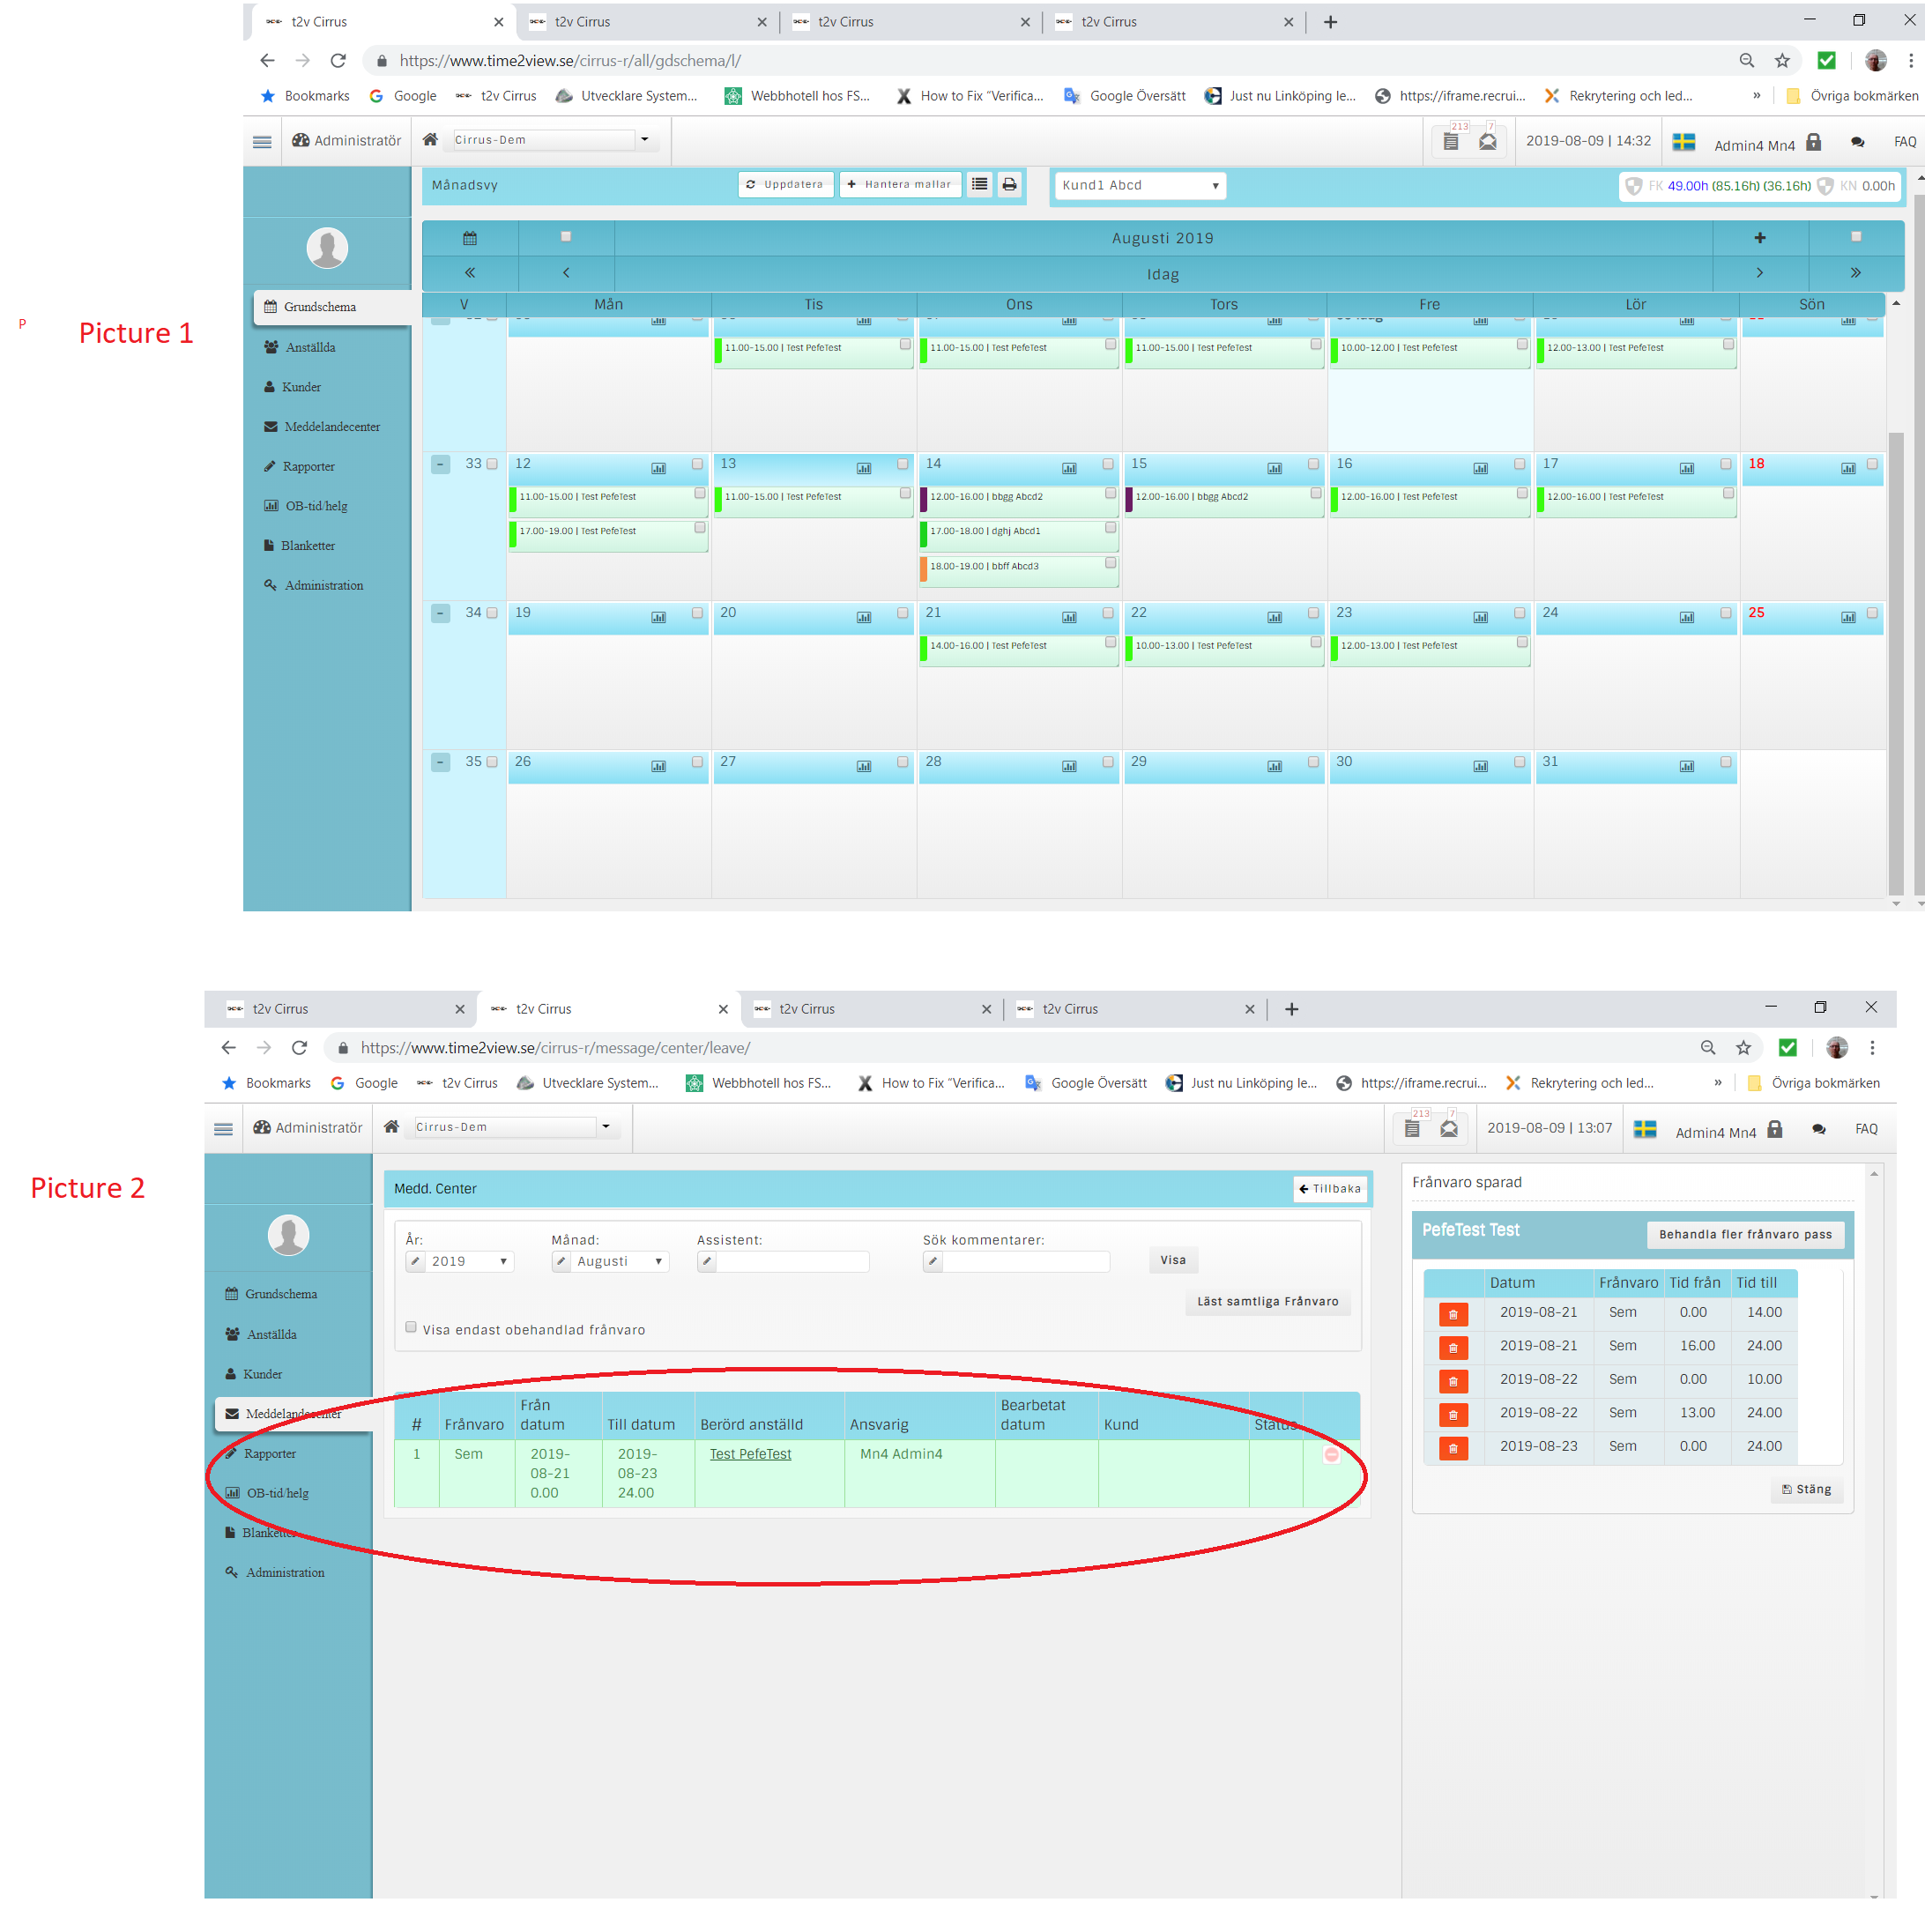 t2v Cirrus t2v Cirrus t2v Cirrus t2v Cirrus
https://www.time2view.se/cirrus-r/all/gdschema/l/
Bookmarks Google t2v Cirrus Utvecklare System... Webbhotell hos FS... How to Fix "Verifica... Google Översätt Just nu Linköping le... https://iframe.recrui... Rekrytering och led... » Övriga bokmärken
Administratör Cirrus-Dem 213 7 2019-08-09 | 14:32 Admin4 Mn4 FAQ
Månadsvy Uppdatera Hantera mallar Kund1 Abcd FK 49.00h (85.16h) (36.16h) KN 0.00h
Augusti 2019
Idag
V Mån Tis Ons Tors Fre Lör Sön
P
Picture 1
Grundschema
Anställda
Kunder
Meddelandecenter
Rapporter
OB-tid/helg
Blanketter
Administration
11.00-15.00 | Test PefeTest 11.00-15.00 | Test PefeTest 11.00-15.00 | Test PefeTest 10.00-12.00 | Test PefeTest 12.00-13.00 | Test PefeTest
33 12 13 14 15 16 17 18
11.00-15.00 | Test PefeTest 11.00-15.00 | Test PefeTest 12.00-16.00 | bbgg Abcd2 12.00-16.00 | bbgg Abcd2 12.00-16.00 | Test PefeTest 12.00-16.00 | Test PefeTest
17.00-19.00 | Test PefeTest 17.00-18.00 | dghj Abcd1
18.00-19.00 | bbff Abcd3
34 19 20 21 22 23 24 25
14.00-16.00 | Test PefeTest 10.00-13.00 | Test PefeTest 12.00-13.00 | Test PefeTest
35 26 27 28 29 30 31
t2v Cirrus t2v Cirrus t2v Cirrus t2v Cirrus
https://www.time2view.se/cirrus-r/message/center/leave/
Bookmarks Google t2v Cirrus Utvecklare System... Webbhotell hos FS... How to Fix "Verifica... Google Översätt Just nu Linköping le... https://iframe.recrui... Rekrytering och led... » Övriga bokmärken
Administratör Cirrus-Dem 213 7 2019-08-09 | 13:07 Admin4 Mn4 FAQ
Picture 2
Grundschema
Anställda
Kunder
Meddelandecenter
Rapporter
OB-tid/helg
Blanketter
Administration
Medd. Center Tillbaka
År: Månad: Assistent: Sök kommentarer:
2019 Augusti Visa
Läst samtliga Frånvaro
Visa endast obehandlad frånvaro
# Frånvaro Från datum Till datum Berörd anställd Ansvarig Bearbetat datum Kund Status
1 Sem 2019-08-21 0.00 2019-08-23 24.00 Test PefeTest Mn4 Admin4
Frånvaro sparad
PefeTest Test Behandla fler frånvaro pass
Datum Frånvaro Tid från Tid till
2019-08-21 Sem 0.00 14.00
2019-08-21 Sem 16.00 24.00
2019-08-22 Sem 0.00 10.00
2019-08-22 Sem 13.00 24.00
2019-08-23 Sem 0.00 24.00
Stäng